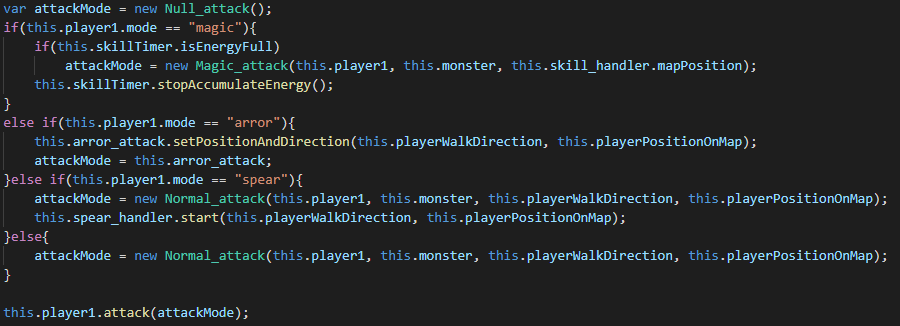 var attackMode = new Null_attack();
if(this.player1.mode == "magic"){
    if(this.skillTimer.isEnergyFull)
        attackMode = new Magic_attack(this.player1, this.monster, this.skill_handler.mapPosition);
    this.skillTimer.stopAccumulateEnergy();
}
else if(this.player1.mode == "arror"){
    this.arror_attack.setPositionAndDirection(this.playerWalkDirection, this.playerPositionOnMap);
    attackMode = this.arror_attack;
}else if(this.player1.mode == "spear"){
    attackMode = new Normal_attack(this.player1, this.monster, this.playerWalkDirection, this.playerPositionOnMap);
    this.spear_handler.start(this.playerWalkDirection, this.playerPositionOnMap);
}else{
    attackMode = new Normal_attack(this.player1, this.monster, this.playerWalkDirection, this.playerPositionOnMap);
}

this.player1.attack(attackMode);